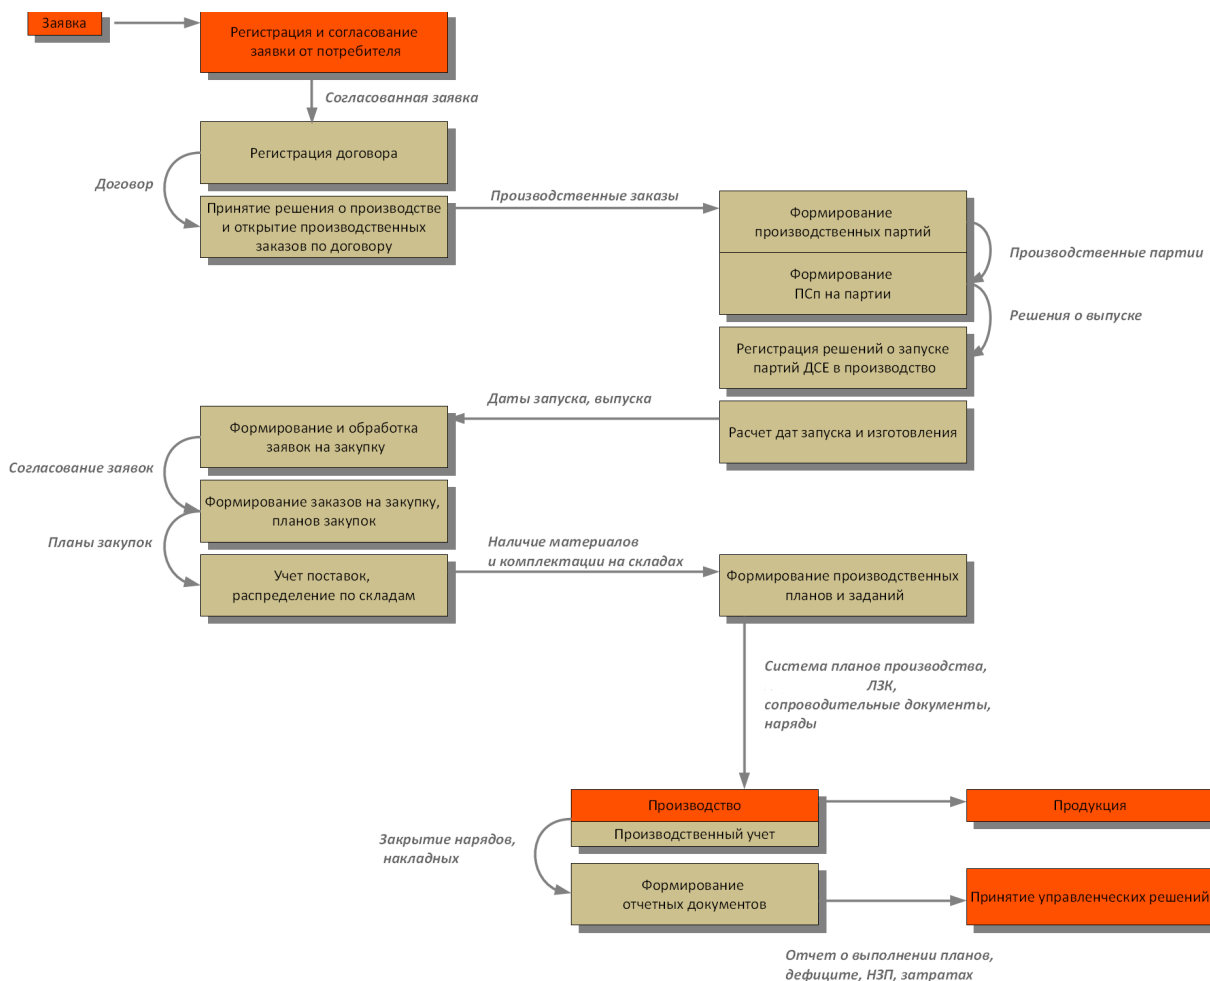 Заявка
Регистрация и согласование
заявки от потребителя
Согласованная заявка
Регистрация договора
Договор
Принятие решения о производстве
и открытие производственных
заказов по договору
Производственные заказы
Формирование
производственных партий
Производственные партии
Формирование
ПСп на партии
Решения о выпуске
Регистрация решений о запуске
партий ДСЕ в производство
Расчет дат запуска и изготовления
Даты запуска, выпуска
Формирование и обработка
заявок на закупку
Согласование заявок
Формирование заказов на закупку,
планов закупок
Планы закупок
Учет поставок,
распределение по складам
Наличие материалов
и комплектации на складах
Формирование производственных
планов и заданий
Система планов производства,
ЛЗК,
сопроводительные документы,
наряды
Производство
Производственный учет
Продукция
Закрытие нарядов,
накладных
Формирование
отчетных документов
Принятие управленческих решений
Отчет о выполнении планов,
дефиците, НЗП, затратах